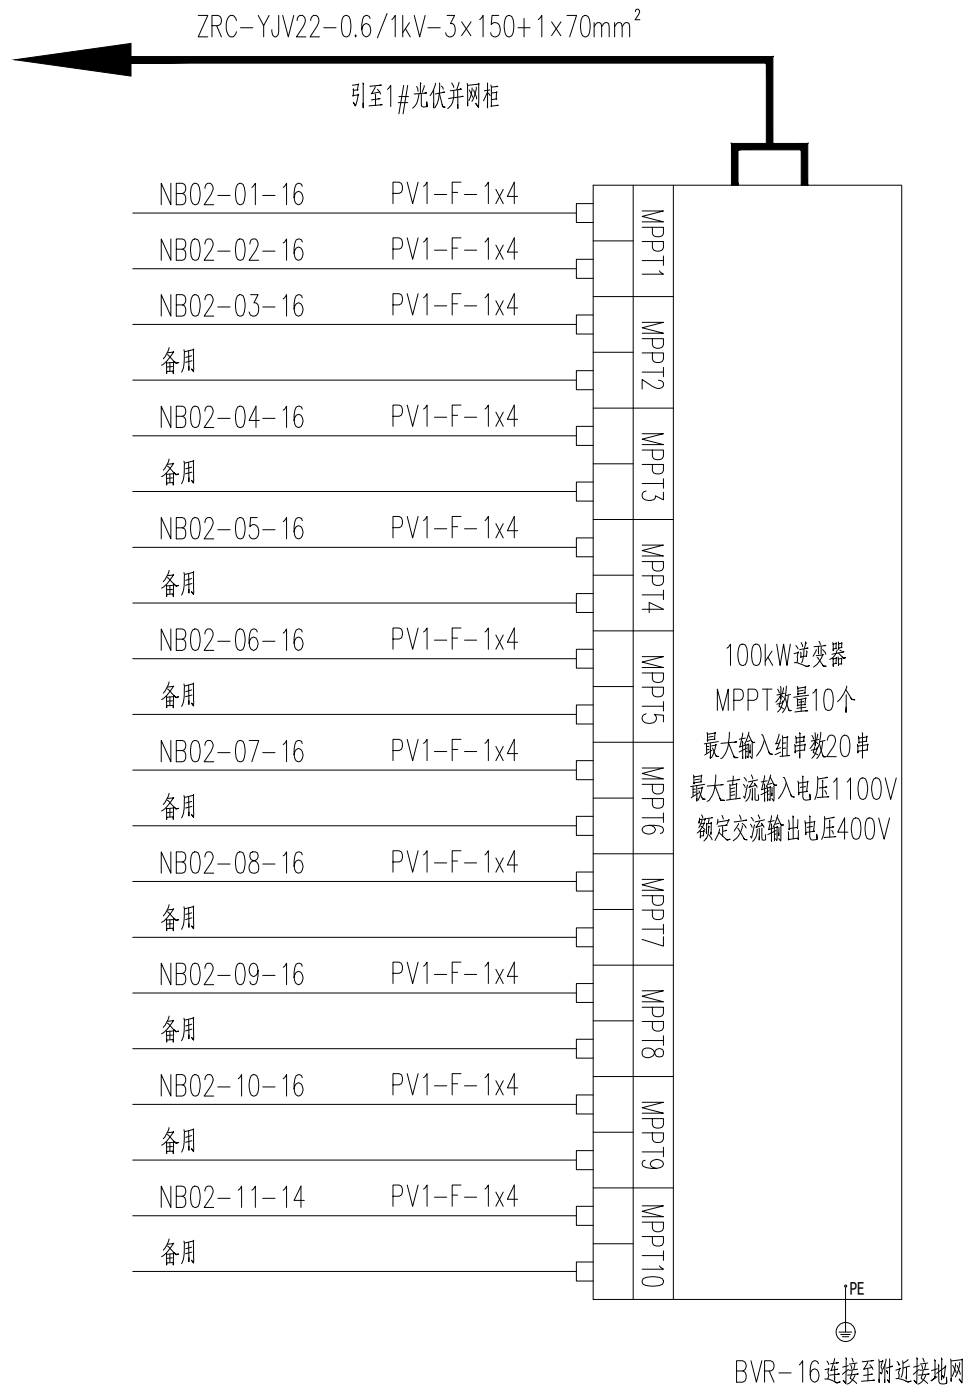 ZRC-YJV22-0.6/1kV-3x150+1x70mm²
引至1#光伏并网柜
NB02-01-16 PV1-F-1x4
MPPT1
NB02-02-16 PV1-F-1x4
NB02-03-16 PV1-F-1x4
MPPT2
备用
NB02-04-16 PV1-F-1x4
MPPT3
备用
NB02-05-16 PV1-F-1x4
MPPT4
备用
NB02-06-16 PV1-F-1x4
MPPT5
备用
NB02-07-16 PV1-F-1x4
MPPT6
备用
NB02-08-16 PV1-F-1x4
MPPT7
备用
NB02-09-16 PV1-F-1x4
MPPT8
备用
NB02-10-16 PV1-F-1x4
MPPT9
备用
NB02-11-14 PV1-F-1x4
MPPT10
备用
100kW逆变器
MPPT数量10个
最大输入组串数20串
最大直流输入电压1100V
额定交流输出电压400V
PE
BVR-16连接至附近接地网